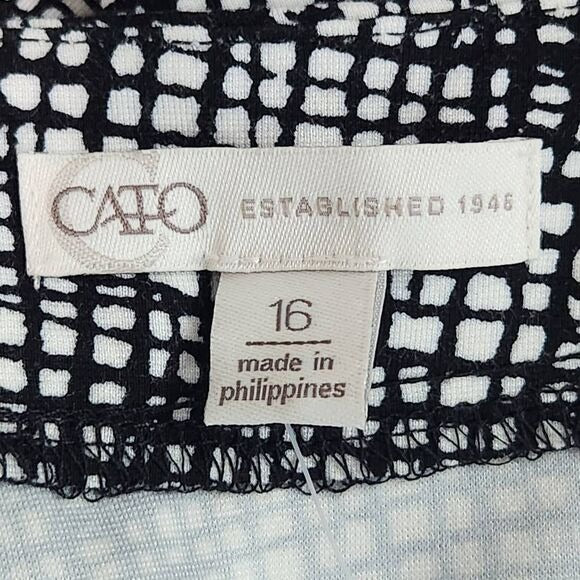 CATO ESTABLISHED 1946
16
made in
philippines